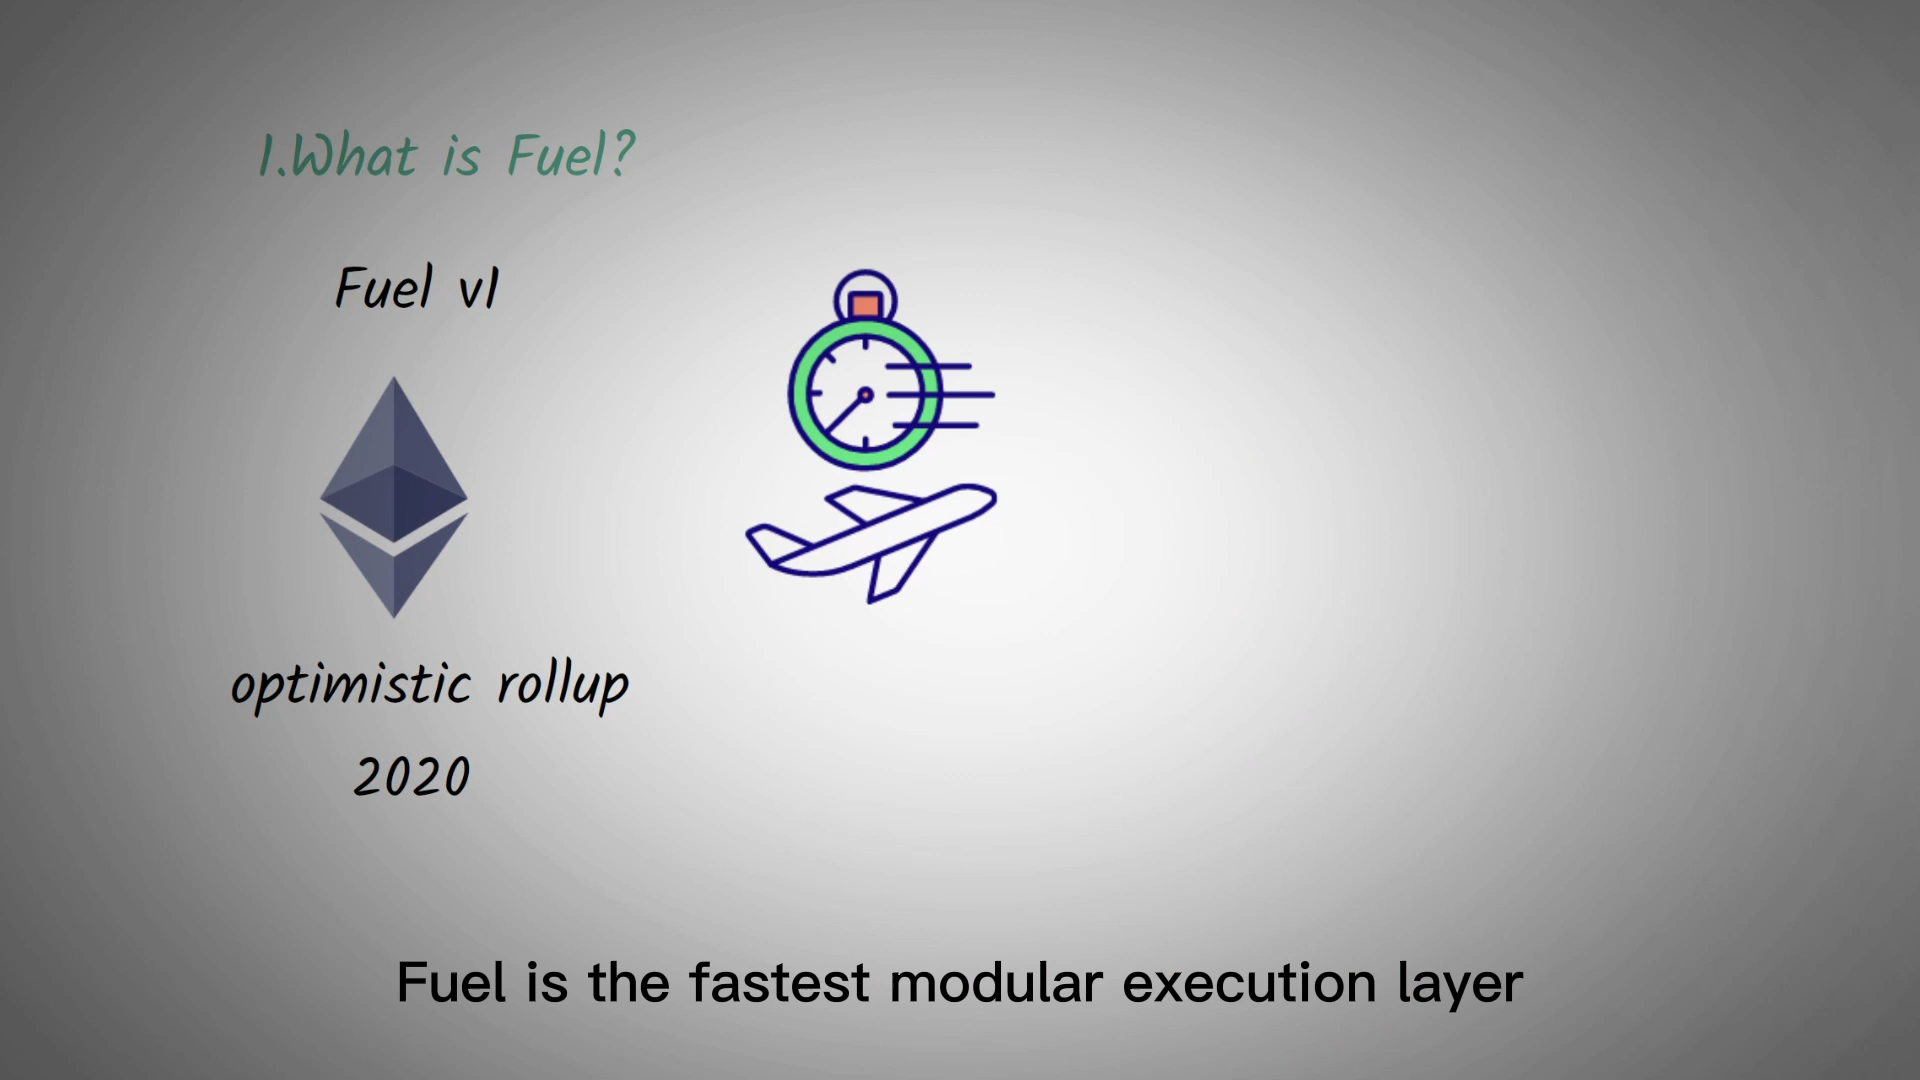 1.What is Fuel?
Fuel v1
optimistic rollup
2020
Fuel is the fastest modular execution layer